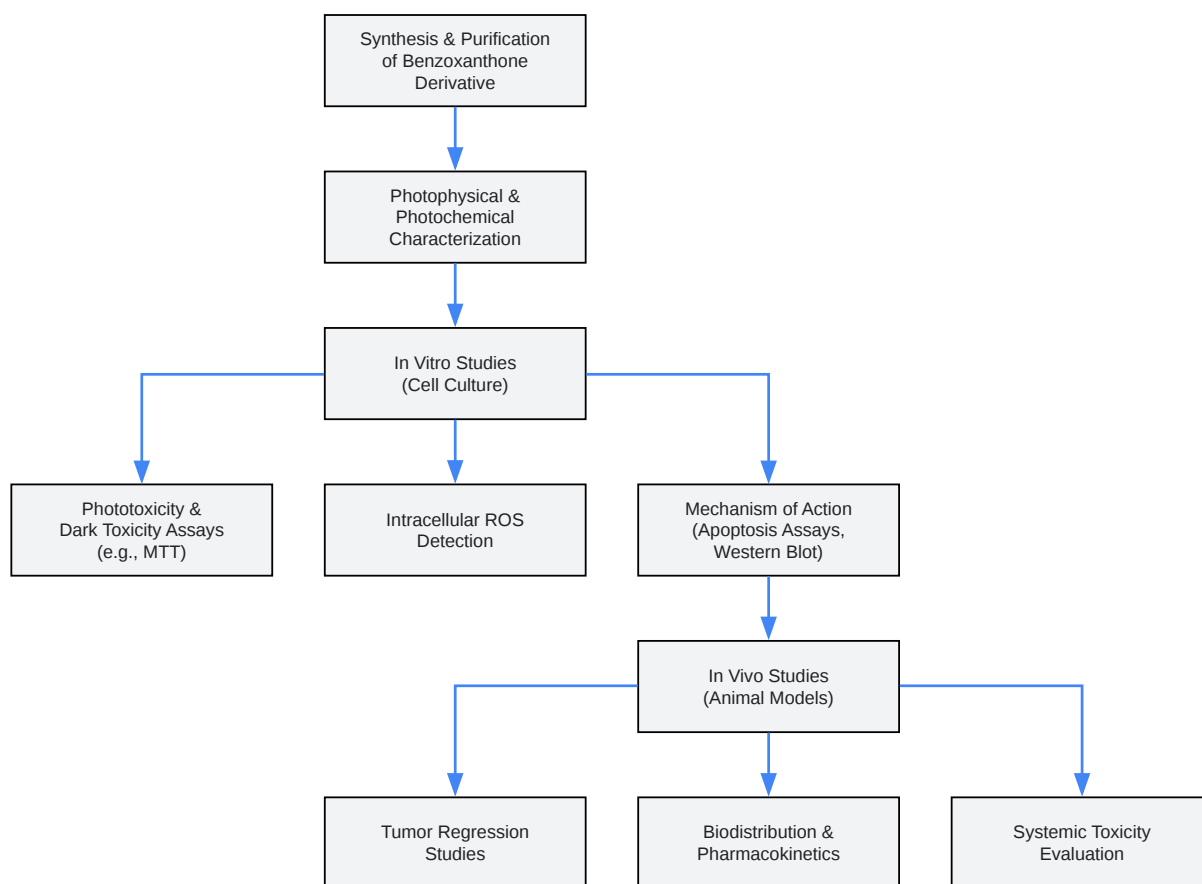 Synthesis & Purification
of Benzoxanthone
Derivative
Photophysical &
Photochemical
Characterization
In Vitro Studies
(Cell Culture)
Phototoxicity &
Dark Toxicity Assays
(e.g., MTT)
Intracellular ROS
Detection
Mechanism of Action
(Apoptosis Assays,
Western Blot)
In Vivo Studies
(Animal Models)
Tumor Regression
Studies
Biodistribution &
Pharmacokinetics
Systemic Toxicity
Evaluation